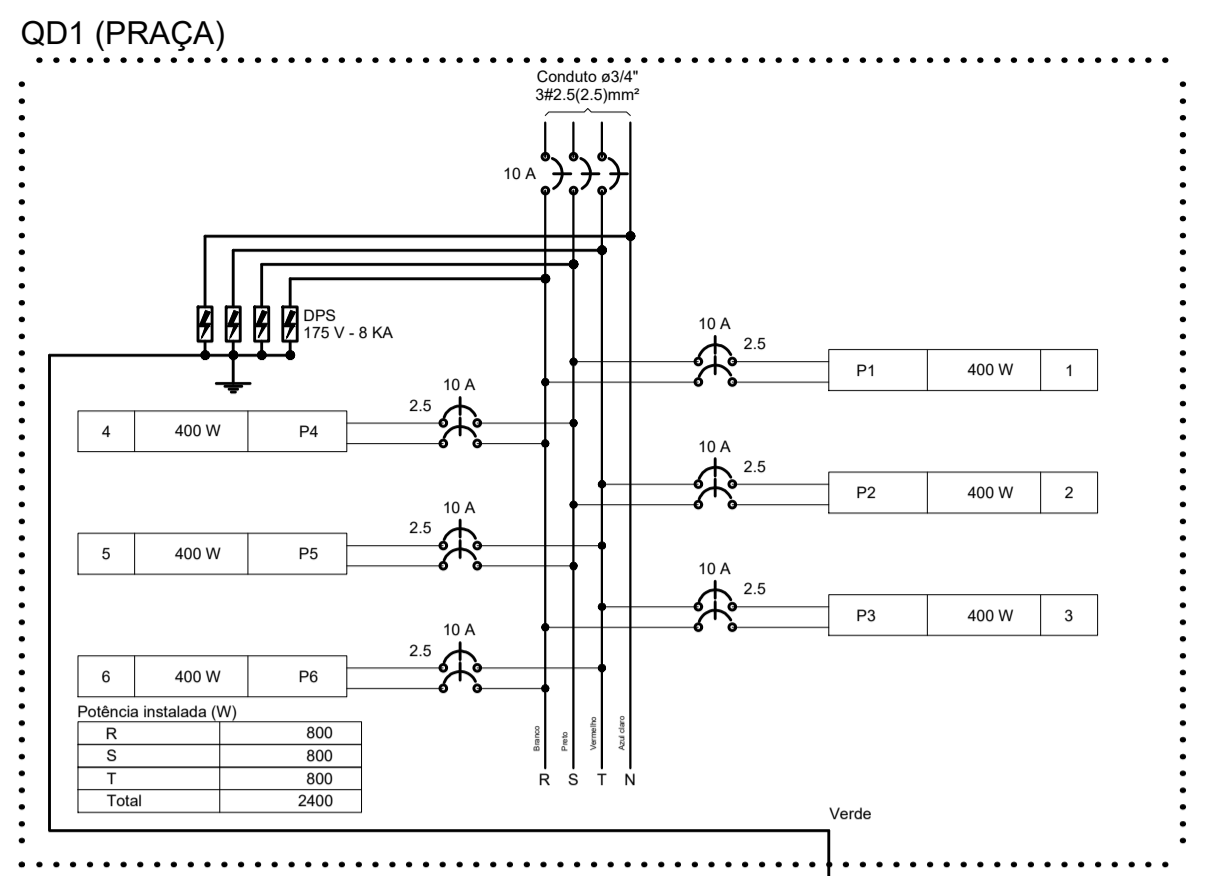 QD1 (PRAÇA)
Conduto ø3/4"
3#2.5(2.5)mm²
10 A
DPS
175 V - 8 KA
10 A
2.5
P1 400 W 1
10 A
2.5
4 400 W P4
10 A
2.5
P2 400 W 2
10 A
2.5
5 400 W P5
10 A
2.5
P3 400 W 3
10 A
2.5
6 400 W P6
Potência instalada (W)
R 800
S 800
T 800
Total 2400
Branco
Preto
Vermelho
Azul claro
R S T N
Verde